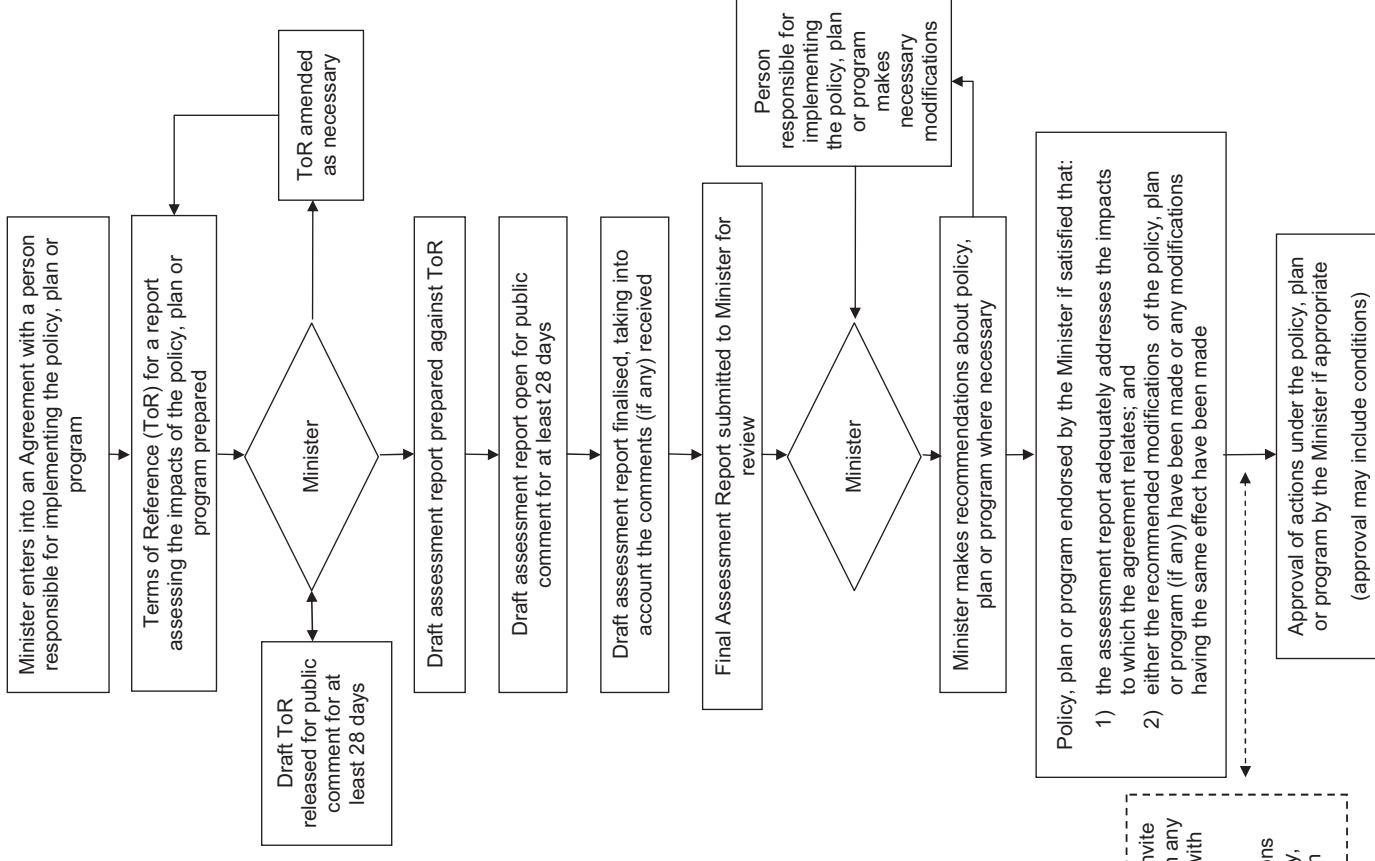 Minister enters into an Agreement with a person
responsible for implementing the policy, plan or
program
Terms of Reference (ToR) for a report
assessing the impacts of the policy, plan or
program prepared
ToR amended
as necessary
Minister
Draft ToR
released for public
comment for at
least 28 days
Draft assessment report prepared against ToR
Draft assessment report open for public
comment for at least 28 days
Draft assessment report finalised, taking into
account the comments (if any) received
Final Assessment Report submitted to Minister for
review
Person
responsible for
implementing
the policy, plan
or program
makes
necessary
modifications
Minister
Minister makes recommendations about policy,
plan or program where necessary
Policy, plan or program endorsed by the Minister if satisfied that:
1) the assessment report adequately addresses the impacts
to which the agreement relates; and
2) either the recommended modifications of the policy, plan
or program (if any) have been made or any modifications
having the same effect have been made
any
with
Approval of actions under the policy, plan
or program by the Minister if appropriate
(approval may include conditions)